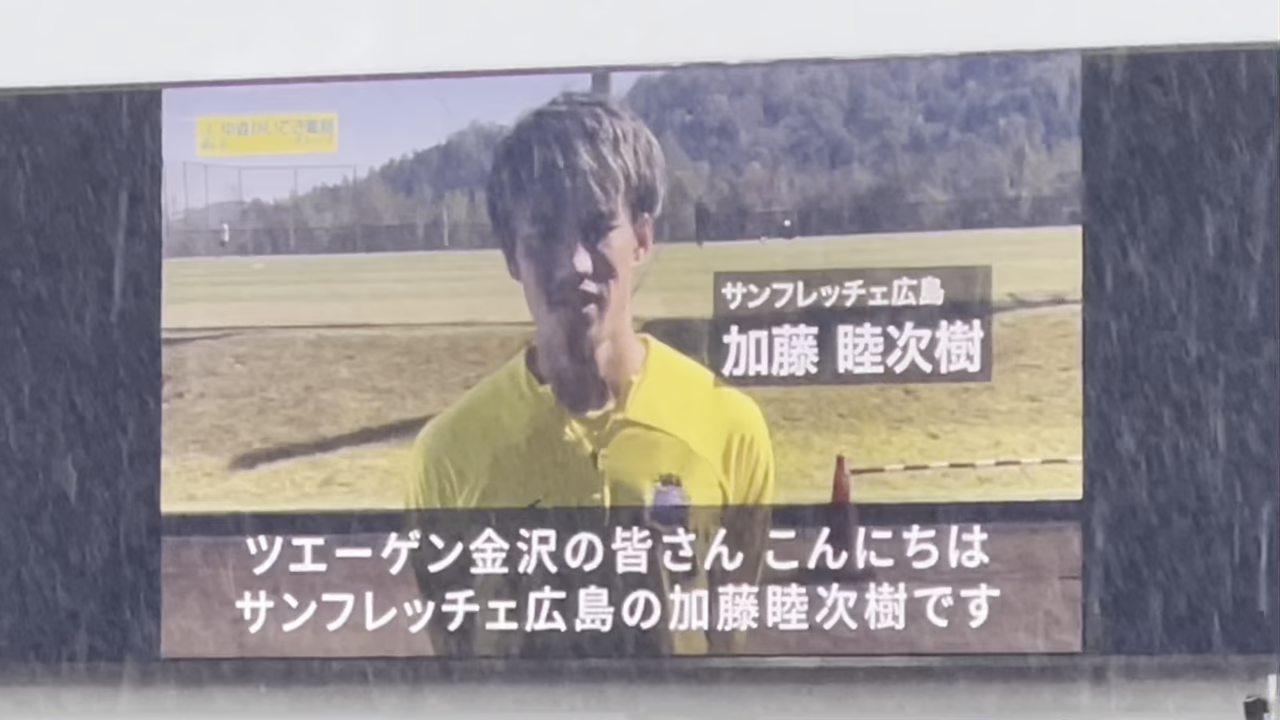 サンフレッチェ広島
加藤 睦次樹
ツエーゲン金沢の皆さん こんにちは
サンフレッチェ広島の加藤睦次樹です